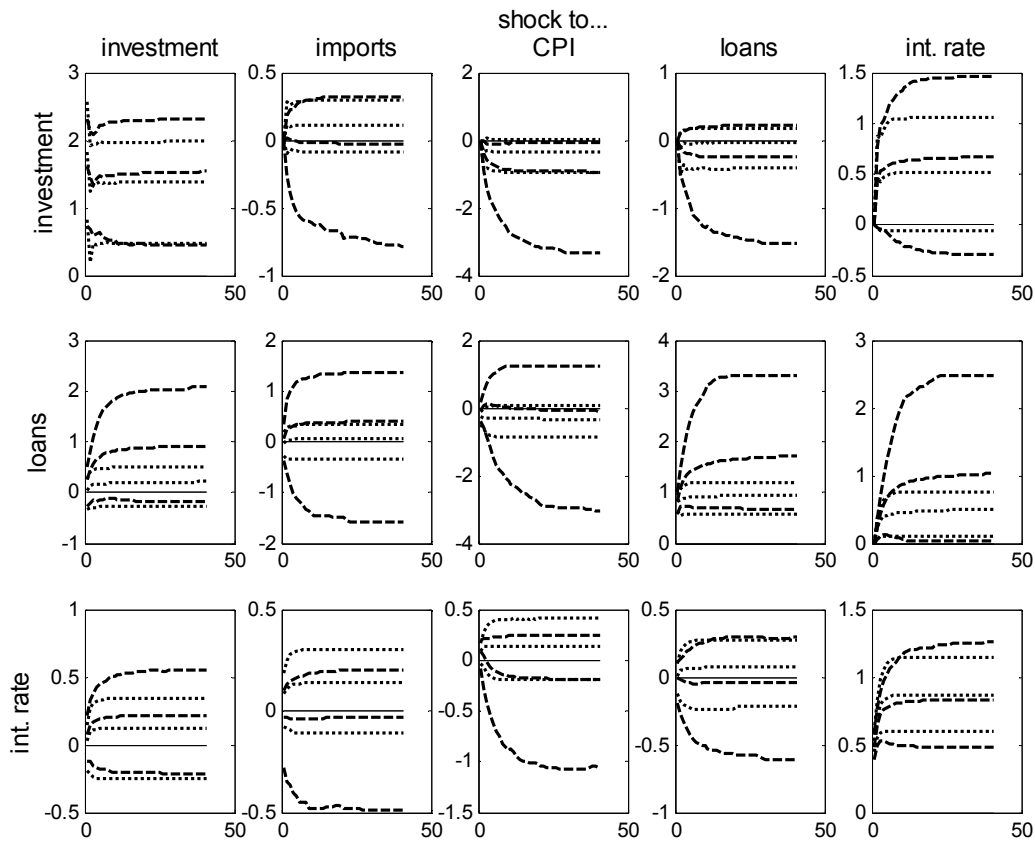 shock to...
investment imports CPI loans int. rate
3 0.5 2 1 1.5
2 0 0 0 1
1 -0.5 -2 -1 0.5
0 -1 -4 -2 0
-0.5
investment
0 50 0 50 0 50 0 50 0 50
3 2 2 4 3
2 1 0 3 2
1 0 -2 2 1
0 -1 -4 1 0
-1 -2 0
loans
0 50 0 50 0 50 0 50 0 50
1 0.5 0.5 1 1.5
0.5 0 0 0.5 1
0 -0.5 -0.5 0 0.5
-0.5 -1 -0.5 0
-1.5 -1
int. rate
0 50 0 50 0 50 0 50 0 50